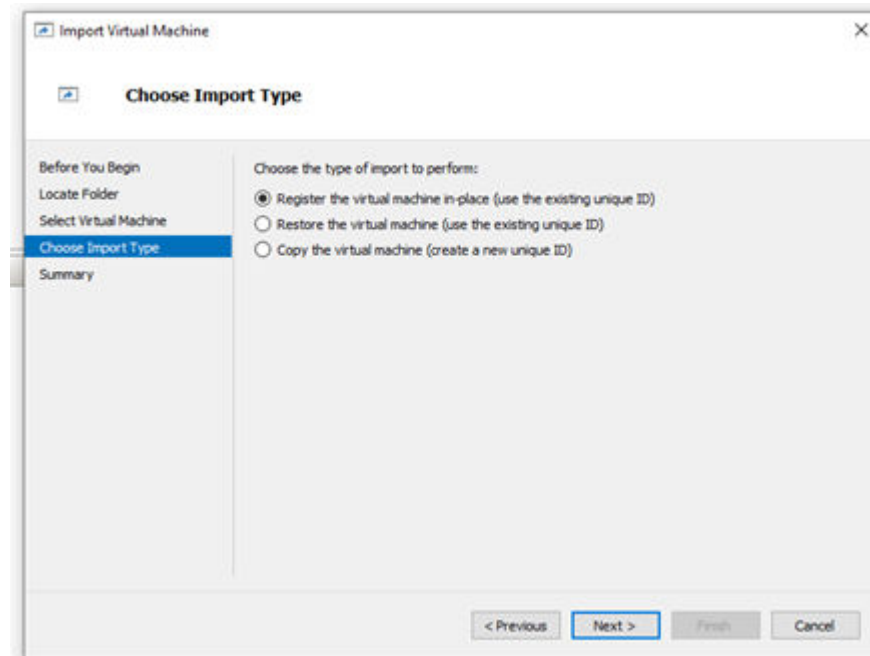 Import Virtual Machine
Choose Import Type
Before You Begin
Locate Folder
Select Virtual Machine
Choose Import Type
Summary
Choose the type of import to perform:
Register the virtual machine in-place (use the existing unique ID)
Restore the virtual machine (use the existing unique ID)
Copy the virtual machine (create a new unique ID)
< Previous
Next >
Finish
Cancel